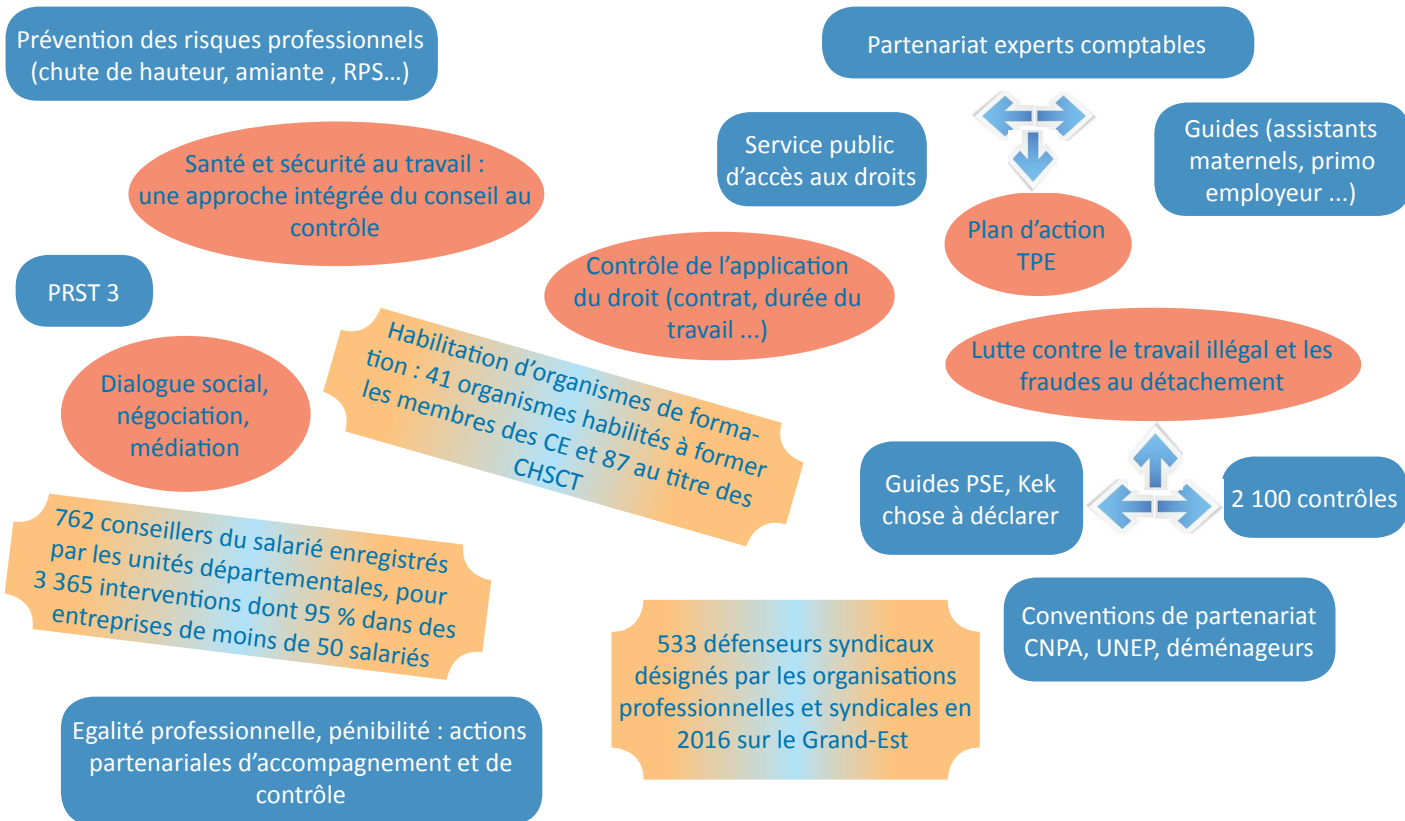 Prévention des risques professionnels
(chute de hauteur, amiante , RPS...)
Partenariat experts comptables
Service public
d’accès aux droits
Guides (assistants
maternels, primo
employeur ...)
Santé et sécurité au travail :
une approche intégrée du conseil au
contrôle
Plan d’action
TPE
PRST 3
Contrôle de l’application
du droit (contrat, durée du
travail ...)
Lutte contre le travail illégal et les
fraudes au détachement
Dialogue social,
négociation,
médiation
Habilitation d’organismes de forma-
tion : 41 organismes habilités à former
les membres des CE et 87 au titre des
CHSCT
Guides PSE, Kek
chose à déclarer
2 100 contrôles
762 conseillers du salarié enregistrés
par les unités départementales, pour
3 365 interventions dont 95 % dans des
entreprises de moins de 50 salariés
Conventions de partenariat
CNPA, UNEP, déménageurs
533 défenseurs syndicaux
désignés par les organisations
professionnelles et syndicales en
2016 sur le Grand-Est
Egalité professionnelle, pénibilité : actions
partenariales d’accompagnement et de
contrôle